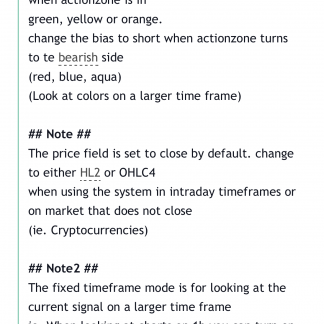 when actionzone is in
green, yellow or orange.
change the bias to short when actionzone turns
to te bearish side
(red, blue, aqua)
(Look at colors on a larger time frame)
## Note ##
The price field is set to close by default. change
to either HL2 or OHLC4
when using the system in intraday timeframes or
on market that does not close
(ie. Cryptocurrencies)
## Note2 ##
The fixed timeframe mode is for looking at the
current signal on a larger time frame